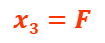 x₃ = F